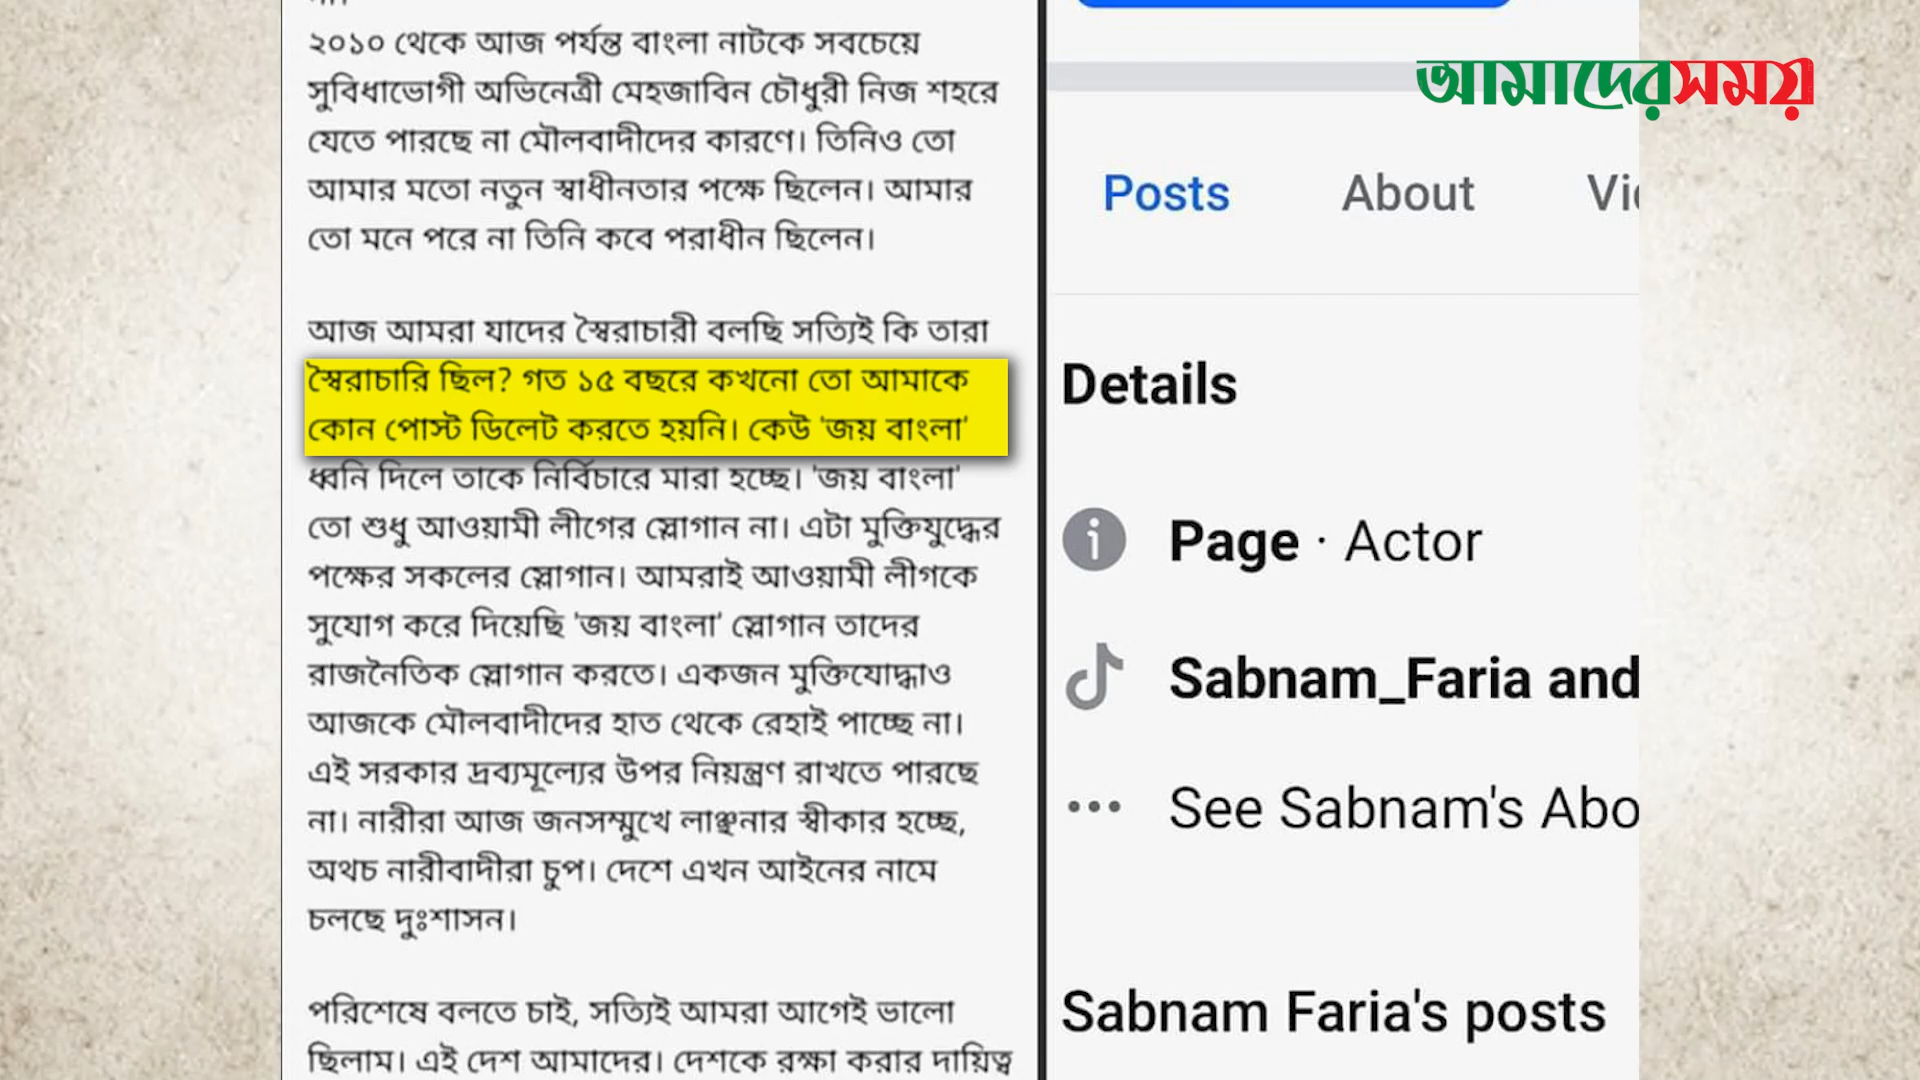 ২০১০ থেকে আজ পর্যন্ত বাংলা নাটকে সবচেয়ে
সুবিধাভোগী অভিনেত্রী মেহজাবিন চৌধুরী নিজ শহরে
যেতে পারছে না মৌলবাদীদের কারণে। তিনিও তো
আমার মতো নতুন স্বাধীনতার পক্ষে ছিলেন। আমার
তো মনে পরে না তিনি কবে পরাধীন ছিলেন।
আজ আমরা যাদের স্বৈরাচারী বলছি সত্যিই কি তারা
স্বৈরাচারি ছিল? গত ১৫ বছরে কখনো তো আমাকে
কোন পোস্ট ডিলেট করতে হয়নি। কেউ 'জয় বাংলা'
ধ্বনি দিলে তাকে নির্বিচারে মারা হচ্ছে। 'জয় বাংলা'
তো শুধু আওয়ামী লীগের স্লোগান না। এটা মুক্তিযুদ্ধের
পক্ষের সকলের স্লোগান। আমরাই আওয়ামী লীগকে
সুযোগ করে দিয়েছি 'জয় বাংলা' স্লোগান তাদের
রাজনৈতিক স্লোগান করতে। একজন মুক্তিযোদ্ধাও
আজকে মৌলবাদীদের হাত থেকে রেহাই পাচ্ছে না।
এই সরকার দ্রব্যমূল্যের উপর নিয়ন্ত্রণ রাখতে পারছে
না। নারীরা আজ জনসম্মুখে লাঞ্ছনার স্বীকার হচ্ছে,
অথচ নারীবাদীরা চুপ। দেশে এখন আইনের নামে
চলছে দুঃশাসন।
পরিশেষে বলতে চাই, সত্যিই আমরা আগেই ভালো
ছিলাম। এই দেশ আমাদের। দেশকে রক্ষা করার দায়িত্ব
আমাদের সময়
Posts About Vi
Details
Page · Actor
Sabnam_Faria and
See Sabnam's Abo
Sabnam Faria's posts